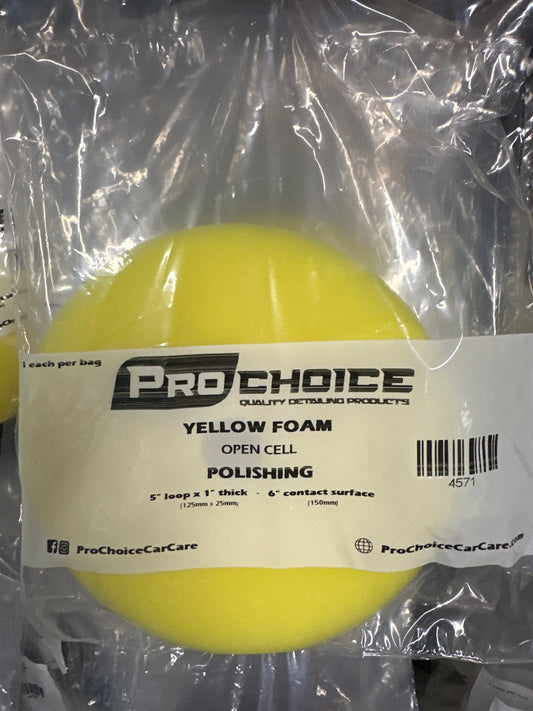 1 each per bag
PROCHOICE
QUALITY DETAILING PRODUCTS
YELLOW FOAM
OPEN CELL
POLISHING
5" loop x 1" thick - 6" contact surface
(125mm x 25mm) (150mm)
4571
ProChoiceCarCare
ProChoiceCarCare.com